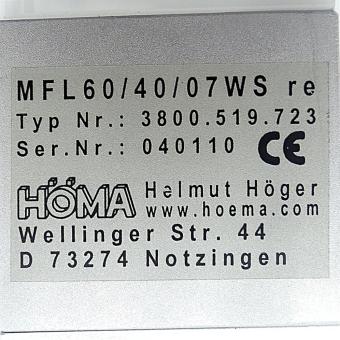 MFL60/40/07WS re
Typ Nr.: 3800.519.723
Ser.Nr.: 040110 CE
HÖMA Helmut Höger
www.hoema.com
Wellinger Str. 44
D 73274 Notzingen